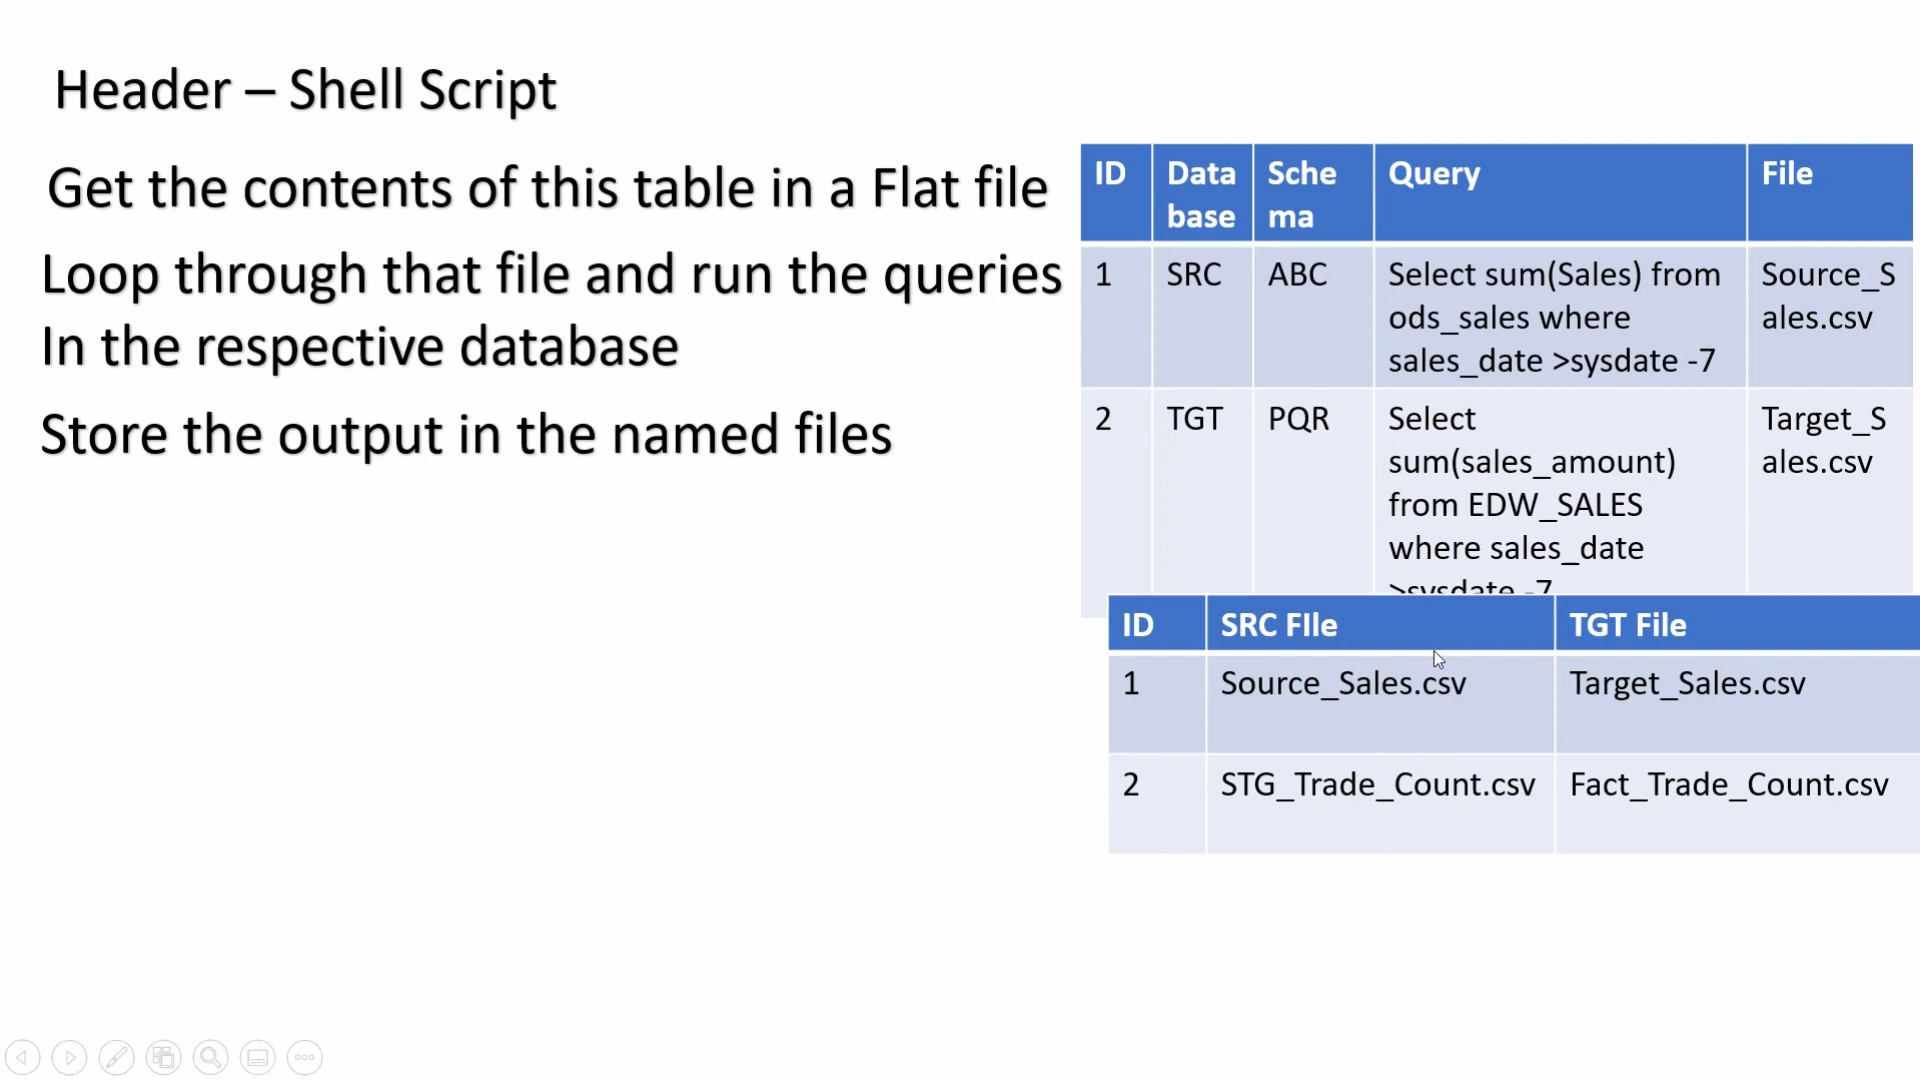 Header – Shell Script
Get the contents of this table in a Flat file
Loop through that file and run the queries
In the respective database
Store the output in the named files
ID Data Sche Query File
base ma
1 SRC ABC Select sum(Sales) from Source_S
ods_sales where ales.csv
sales_date >sysdate -7
2 TGT PQR Select Target_S
sum(sales_amount) ales.csv
from EDW_SALES
where sales_date
>sysdate -7
ID SRC FIle TGT File
1 Source_Sales.csv Target_Sales.csv
2 STG_Trade_Count.csv Fact_Trade_Count.csv